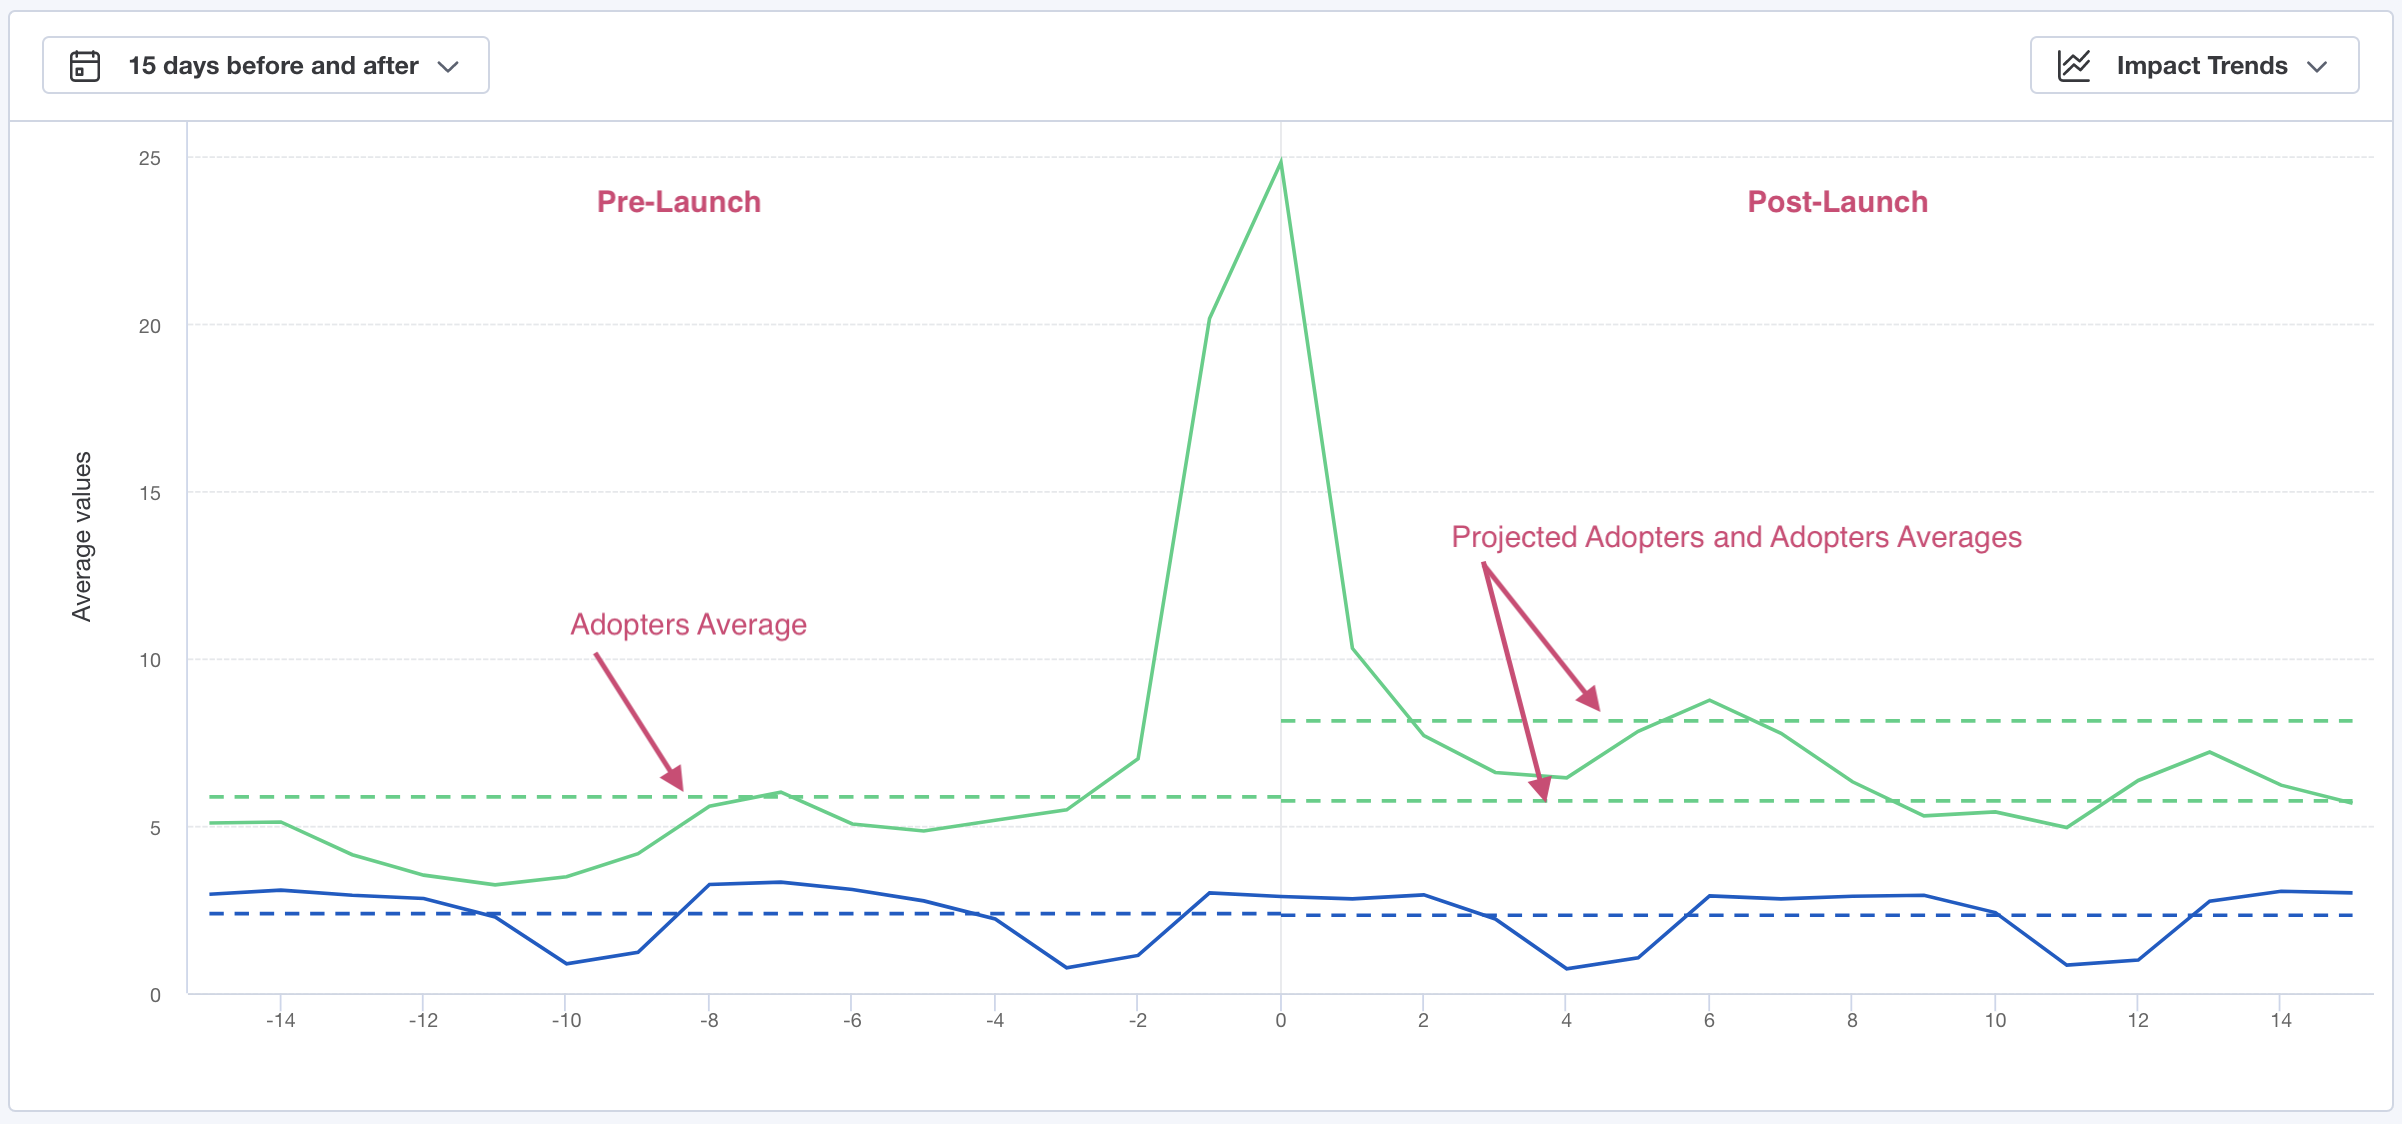 15 days before and after
Impact Trends
25
Pre-Launch
Post-Launch
20
15
Average values
Projected Adopters and Adopters Averages
Adopters Average
10
5
0
-14 -12 -10 -8 -6 -4 -2 0 2 4 6 8 10 12 14